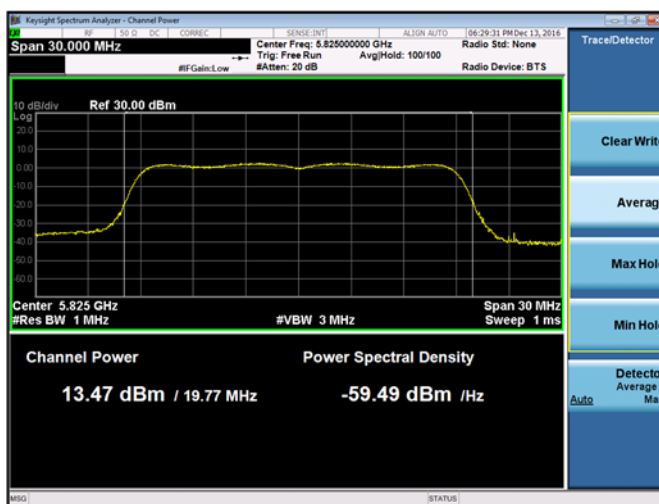 Keysight Spectrum Analyzer - Channel Power
RF 50 Ω DC CORREC SENSE:INT ALIGN AUTO 06:29:31 PM Dec 13, 2016
Span 30.000 MHz
Center Freq: 5.825000000 GHz Radio Std: None
Trig: Free Run Avg|Hold: 100/100
#IFGain:Low #Atten: 20 dB Radio Device: BTS
Trace/Detector
10 dB/div Ref 30.00 dBm
Log
20.0
10.0
0.00
-10.0
-20.0
-30.0
-40.0
-50.0
-60.0
Center 5.825 GHz Span 30 MHz
#Res BW 1 MHz #VBW 3 MHz Sweep 1 ms
Channel Power Power Spectral Density
13.47 dBm / 19.77 MHz -59.49 dBm /Hz
Clear Write
Averag
Max Hol
Min Hol
Detecto
Average
Auto Ma
MSG STATUS